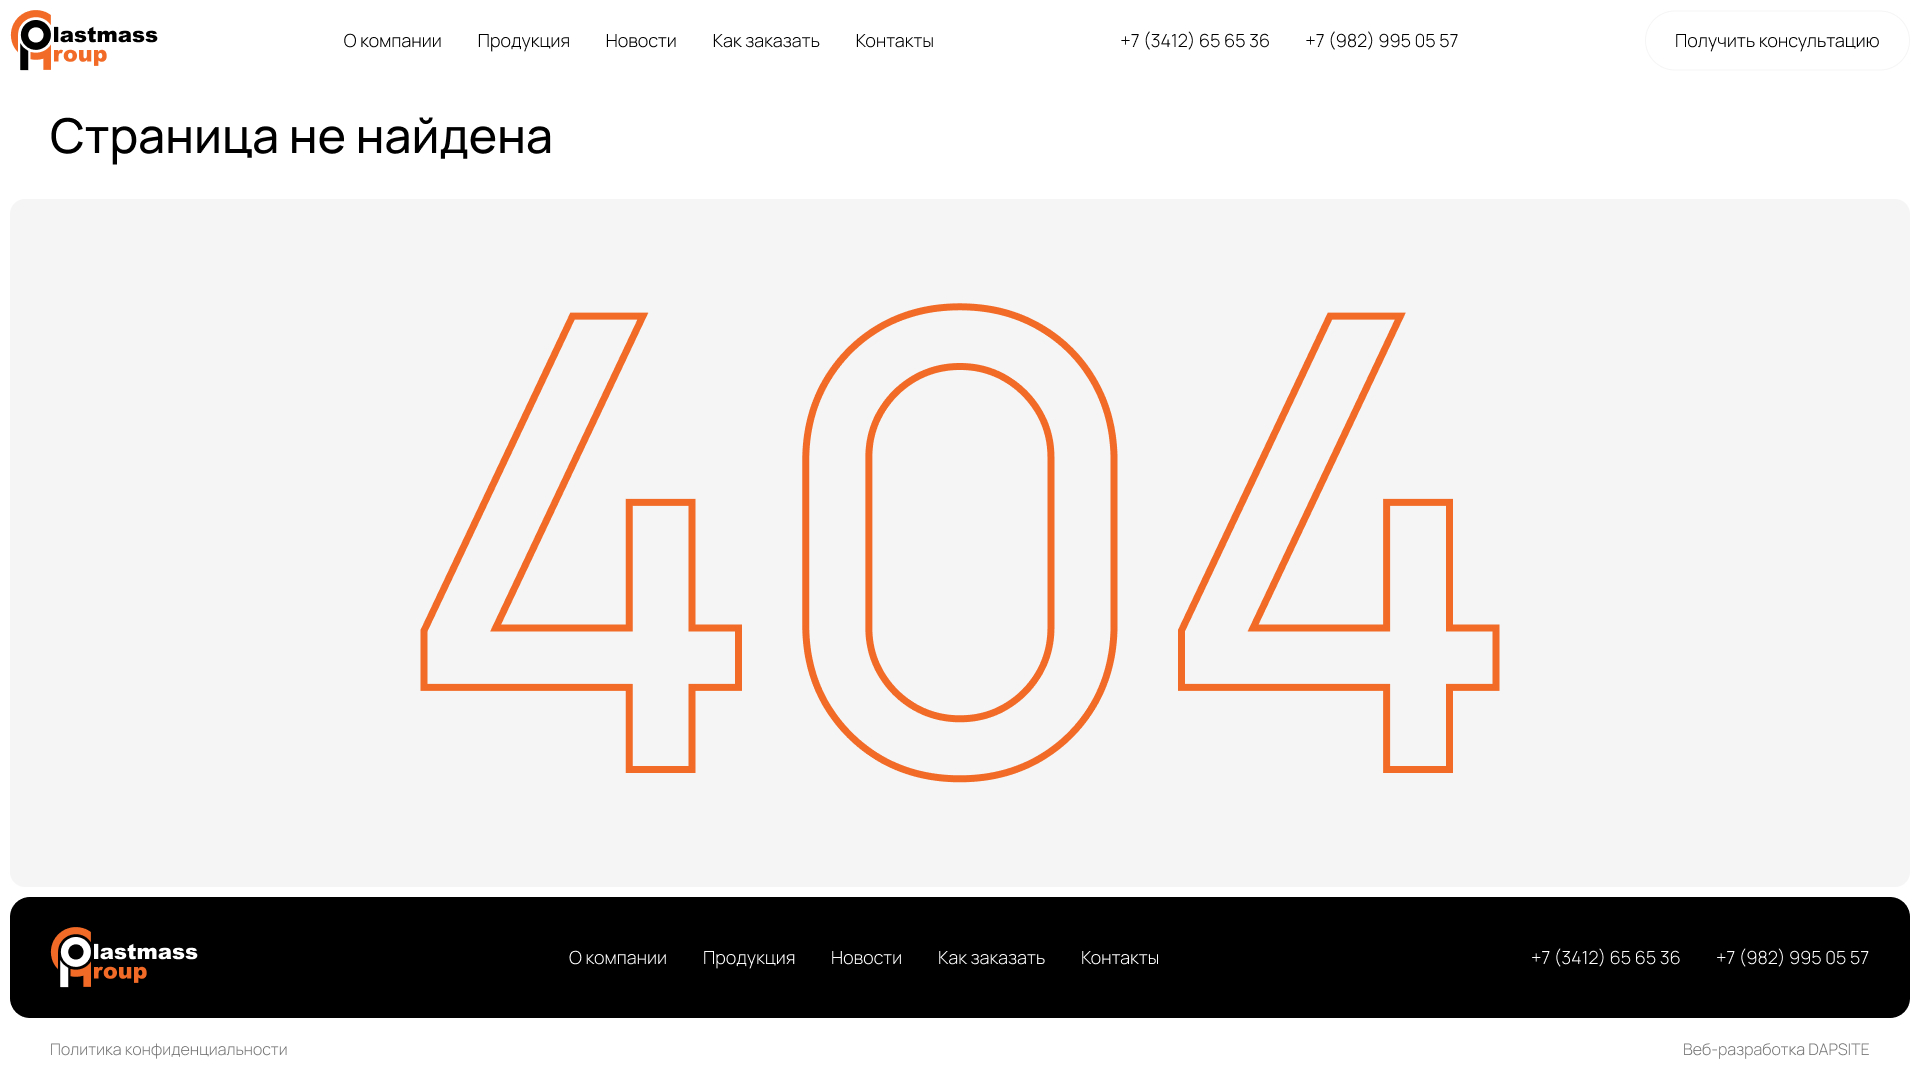 Plastmass
Group
О компании
Продукция
Новости
Как заказать
Контакты
+7 (3412) 65 65 36
+7 (982) 995 05 57
Получить консультацию
Страница не найдена
404
Plastmass
Group
О компании
Продукция
Новости
Как заказать
Контакты
+7 (3412) 65 65 36
+7 (982) 995 05 57
Политика конфиденциальности
Веб-разработка DAPSITE